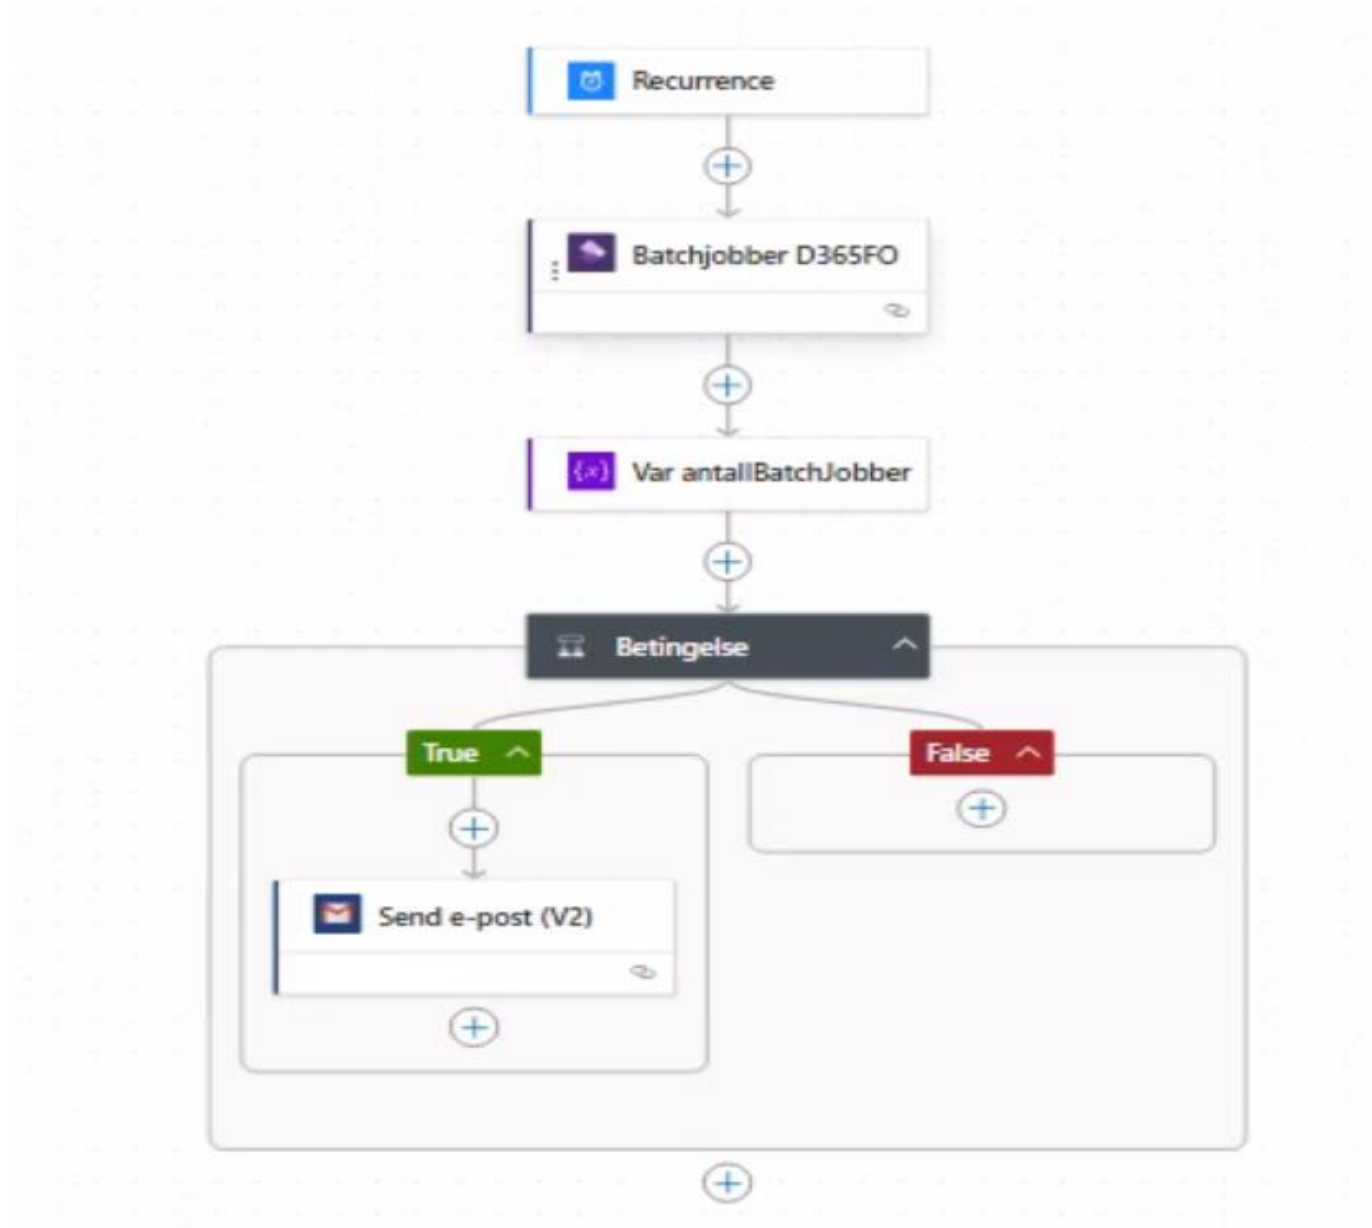 Recurrence
Batchjobber D365FO
{x} Var antallBatchJobber
Betingelse
True
False
Send e-post (V2)